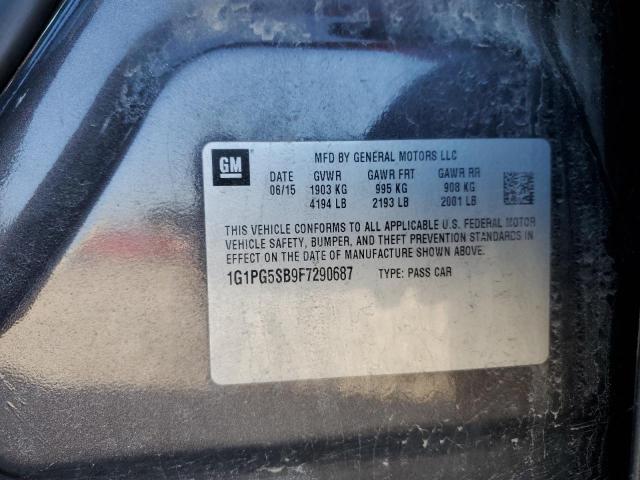 GM
MFD BY GENERAL MOTORS LLC
DATE GVWR GAWR FRT GAWR RR
06/15 1903 KG 995 KG 908 KG
4194 LB 2193 LB 2001 LB
THIS VEHICLE CONFORMS TO ALL APPLICABLE U.S. FEDERAL MOTOR
VEHICLE SAFETY, BUMPER, AND THEFT PREVENTION STANDARDS IN
EFFECT ON THE DATE OF MANUFACTURE SHOWN ABOVE.
1G1PG5SB9F7290687 TYPE: PASS CAR